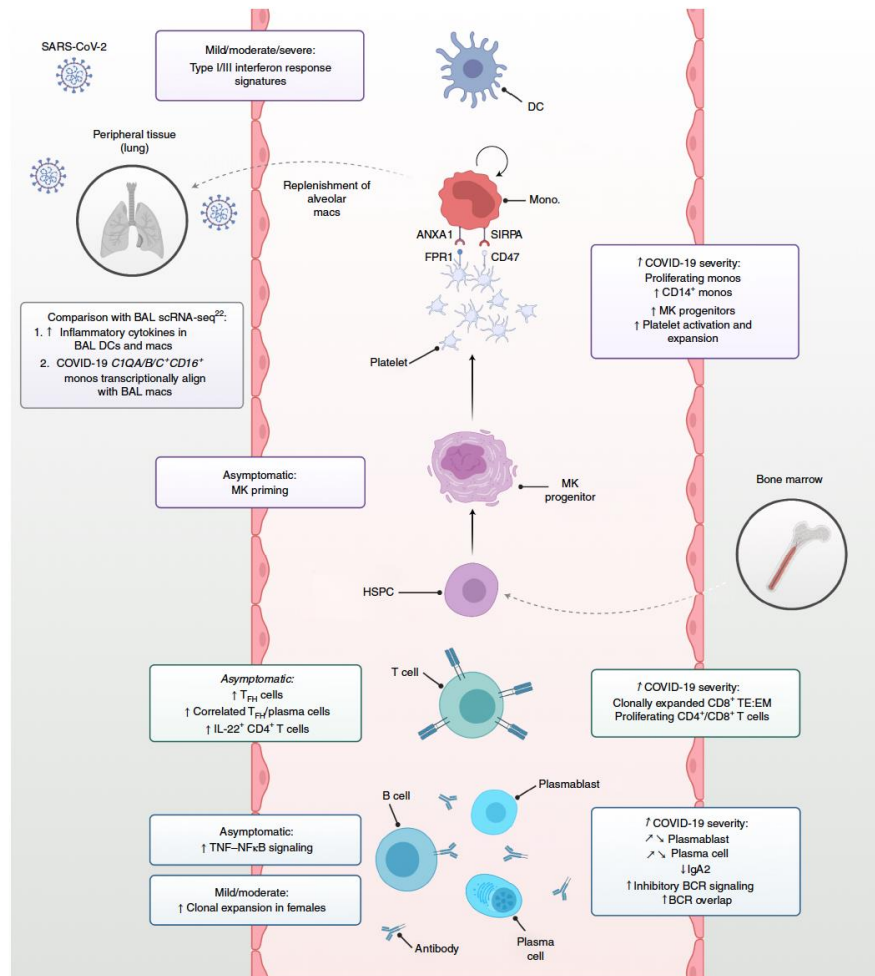 SARS-CoV-2
Mild/moderate/severe:
Type I/III interferon response
signatures
DC
Peripheral tissue
(lung)
Replenishment of
alveolar
macs
Mono.
ANXA1
SIRPA
FPR1
CD47
↑ COVID-19 severity:
Proliferating monos
↑ CD14⁺ monos
↑ MK progenitors
↑ Platelet activation and
expansion
Comparison with BAL scRNA-seq²²:
1. ↑ Inflammatory cytokines in
BAL DCs and macs
2. COVID-19 C1QA/B/C⁺CD16⁺
monos transcriptionally align
with BAL macs
Platelet
Asymptomatic:
MK priming
MK
progenitor
Bone marrow
HSPC
Asymptomatic:
↑ TFH cells
↑ Correlated TFH/plasma cells
↑ IL-22⁺ CD4⁺ T cells
T cell
↑ COVID-19 severity:
Clonally expanded CD8⁺ TE:EM
Proliferating CD4⁺/CD8⁺ T cells
Asymptomatic:
↑ TNF–NFκB signaling
Mild/moderate:
↑ Clonal expansion in females
B cell
Plasmablast
Plasma
cell
Antibody
↑ COVID-19 severity:
↗↘ Plasmablast
↗↘ Plasma cell
↓IgA2
↑ Inhibitory BCR signaling
↑BCR overlap